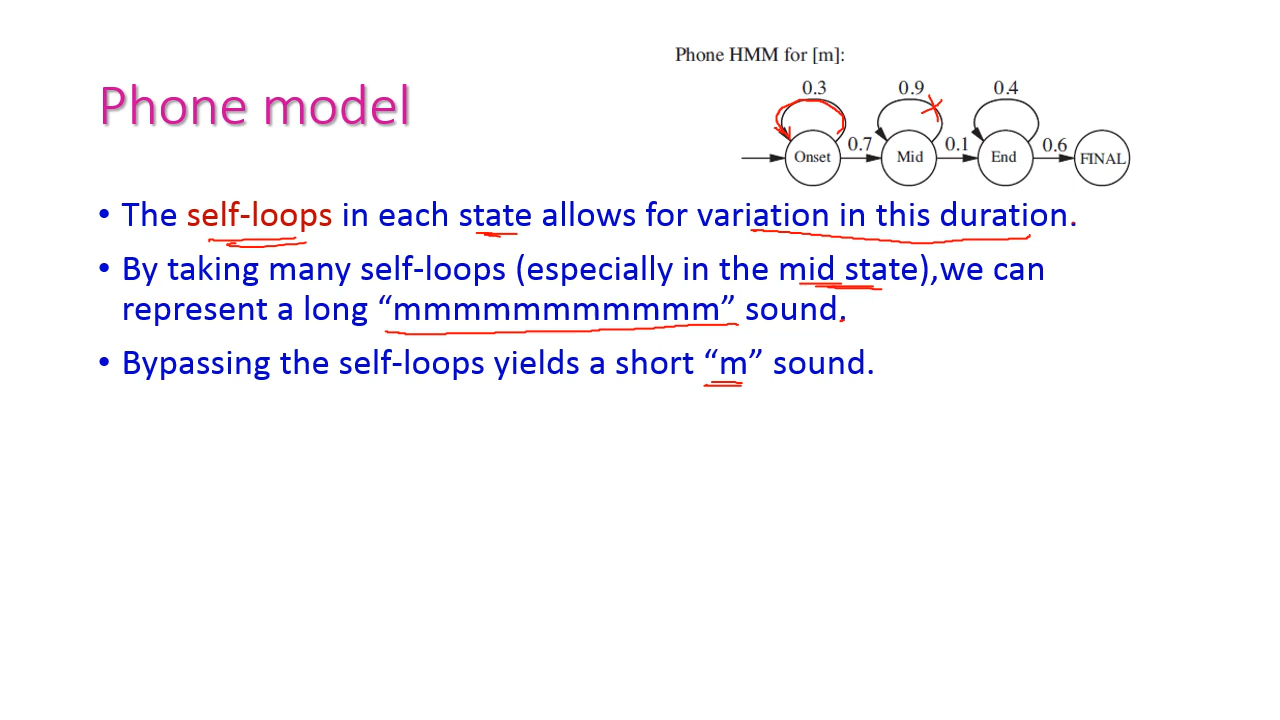 Phone HMM for [m]:
Phone model
0.3 0.9 0.4
0.7 0.1 0.6
Onset Mid End FINAL
• The self-loops in each state allows for variation in this duration.
• By taking many self-loops (especially in the mid state),we can
represent a long “mmmmmmmmmmm” sound.
• Bypassing the self-loops yields a short “m” sound.